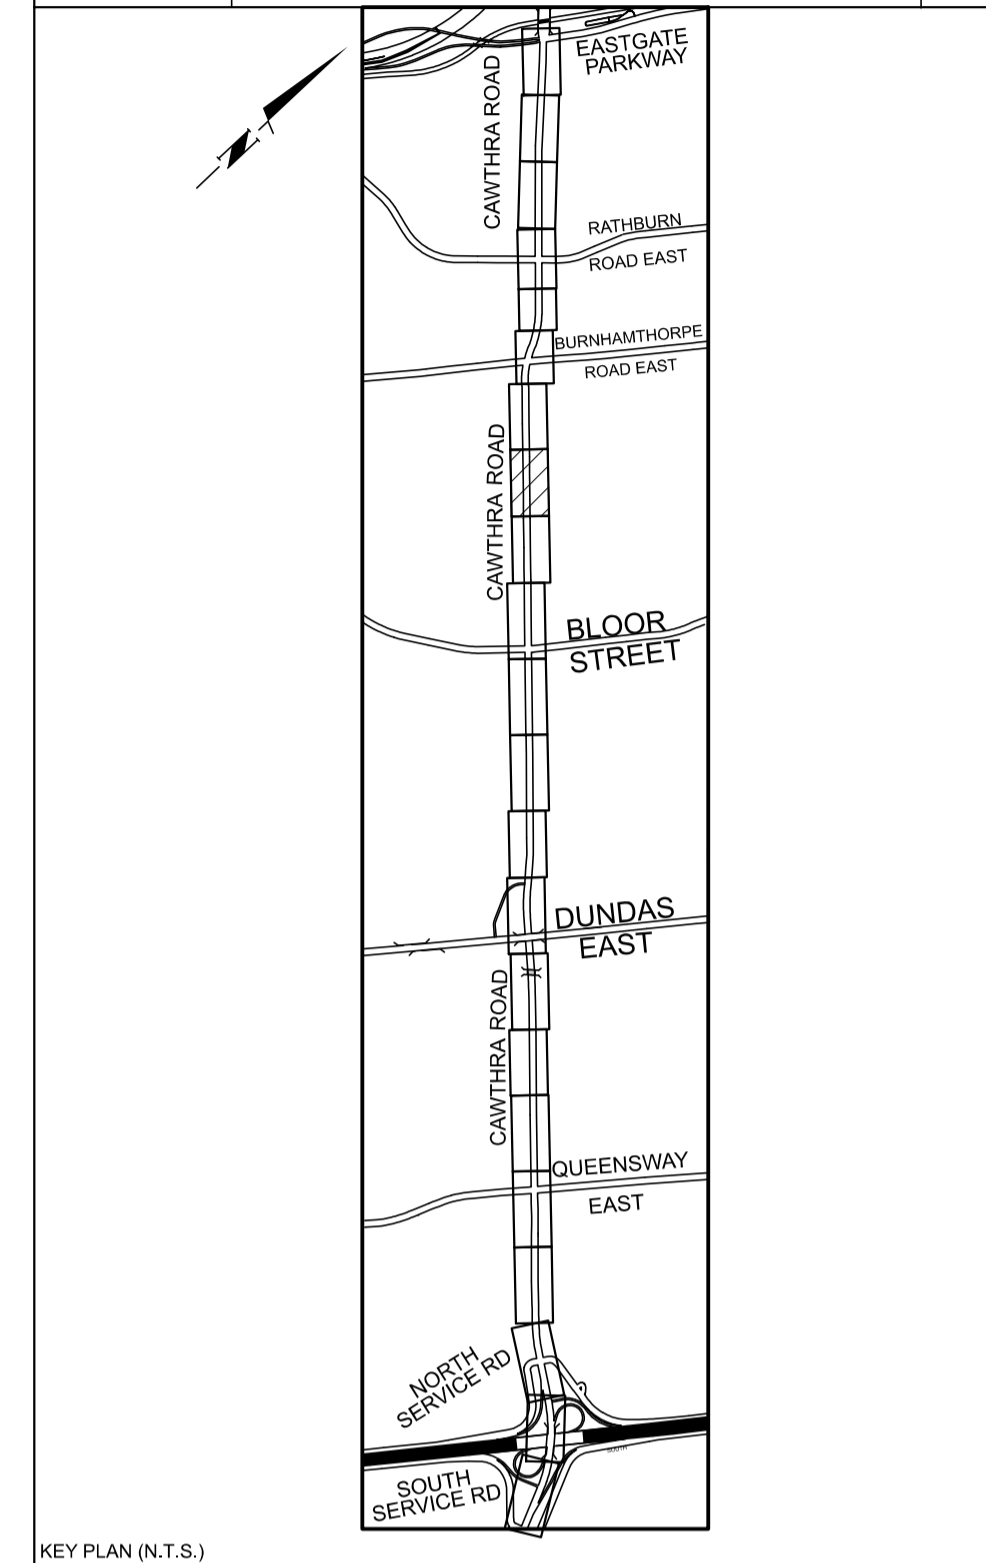 EASTGATE
PARKWAY
CAWTHRA ROAD
N
RATHBURN
ROAD EAST
BURNHAMTHORPE
ROAD EAST
CAWTHRA ROAD
BLOOR
STREET
DUNDAS
EAST
CAWTHRA ROAD
QUEENSWAY
EAST
NORTH
SERVICE RD
SOUTH
SOUTH
SERVICE RD
KEY PLAN (N.T.S.)